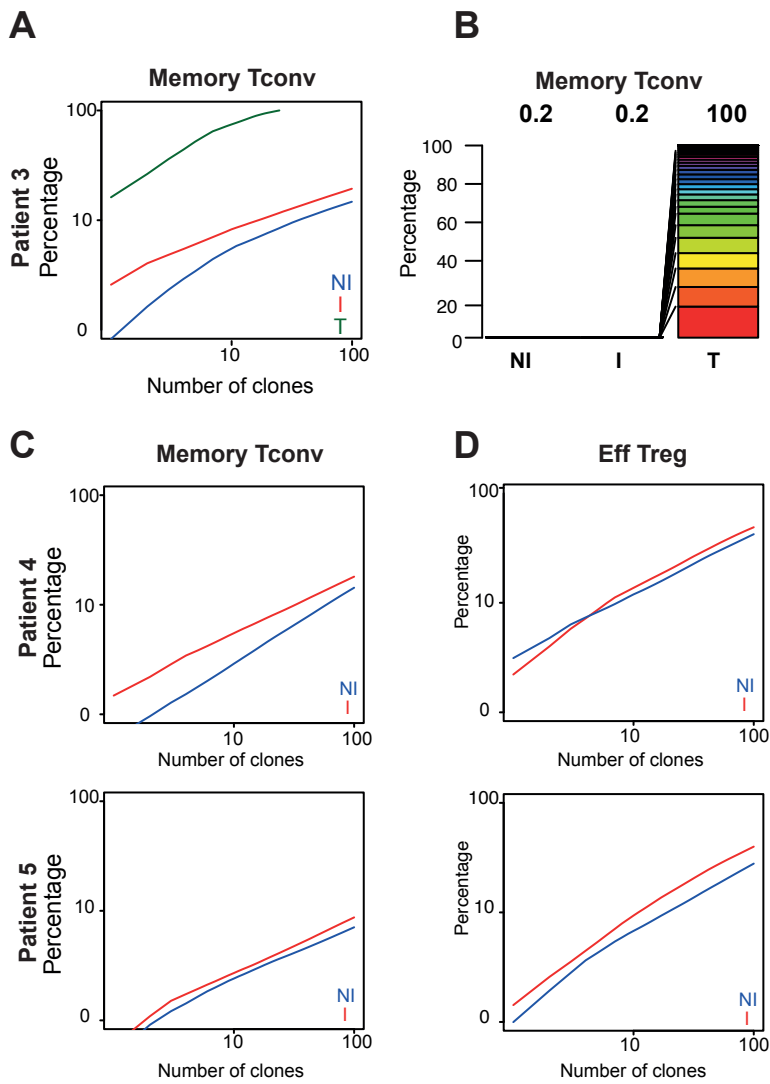 A
Memory Tconv
Patient 3
Percentage
100
10
0
NI
I
T
10
100
Number of clones
B
Memory Tconv
0.2 0.2 100
Percentage
100
80
60
40
20
0
NI I T
C
Memory Tconv
Patient 4
Percentage
100
10
0
NI
I
10
100
Number of clones
Patient 5
Percentage
100
10
0
NI
I
10
100
Number of clones
D
Eff Treg
Percentage
100
10
0
NI
I
10
100
Number of clones
Percentage
100
10
0
NI
I
10
100
Number of clones